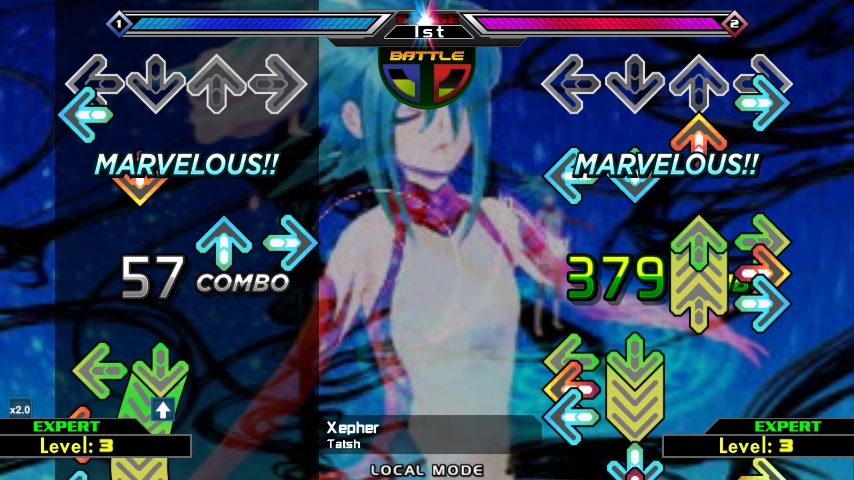 1
2
1st
BATTLE
MARVELOUS!!
MARVELOUS!!
57 COMBO
379
x2.0
EXPERT
Level: 3
Xepher
Tatsh
EXPERT
Level: 3
LOCAL MODE